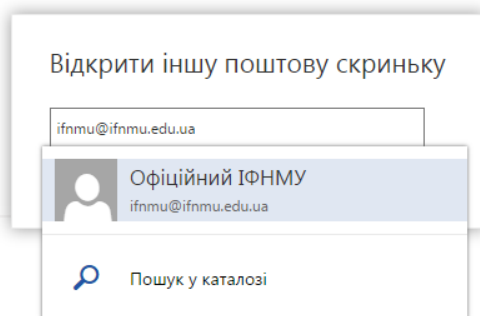 Відкрити іншу поштову скриньку
ifnmu@ifnmu.edu.ua
Офіційний ІФНМУ
ifnmu@ifnmu.edu.ua
Пошук у каталозі